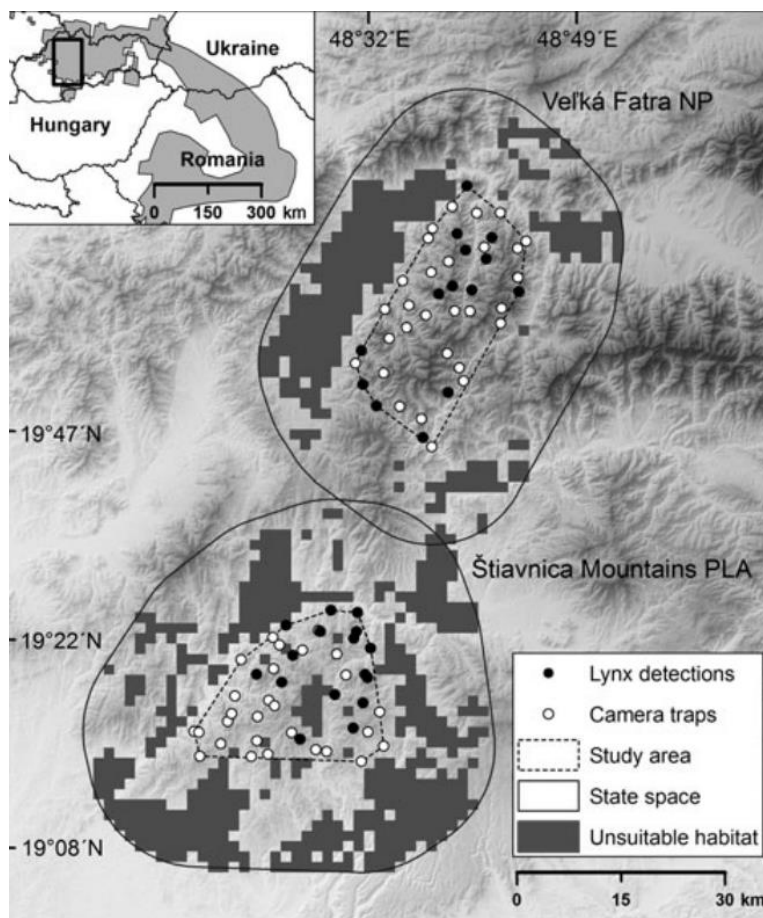 48°32´E
48°49´E
Ukraine
Hungary
Romania
0 150 300 km
Veľká Fatra NP
19°47´N
Štiavnica Mountains PLA
19°22´N
Lynx detections
Camera traps
Study area
State space
Unsuitable habitat
19°08´N
0 15 30 km